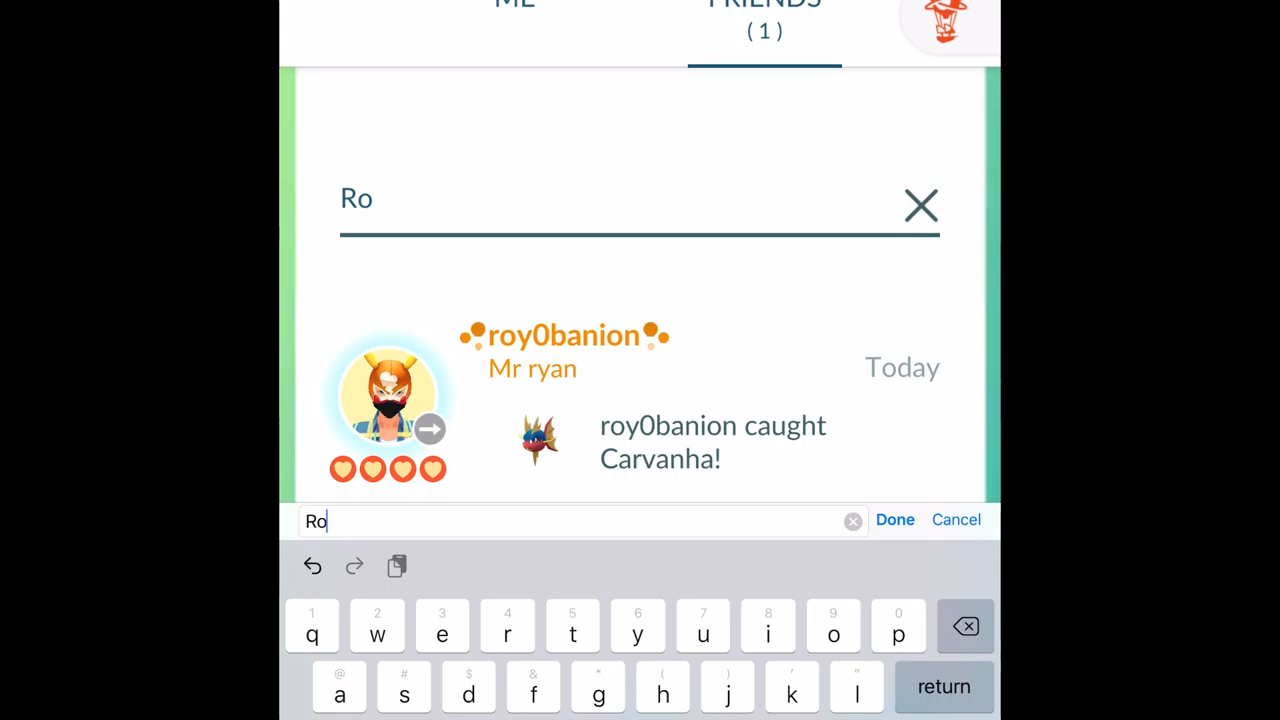 ME
FRIENDS
( 1 )
Ro
roy0banion
Mr ryan
Today
roy0banion caught
Carvanha!
Ro
Done
Cancel
1 2 3 4 5 6 7 8 9 0
q w e r t y u i o p
@ # $ & * ( ) ' "
a s d f g h j k l
return